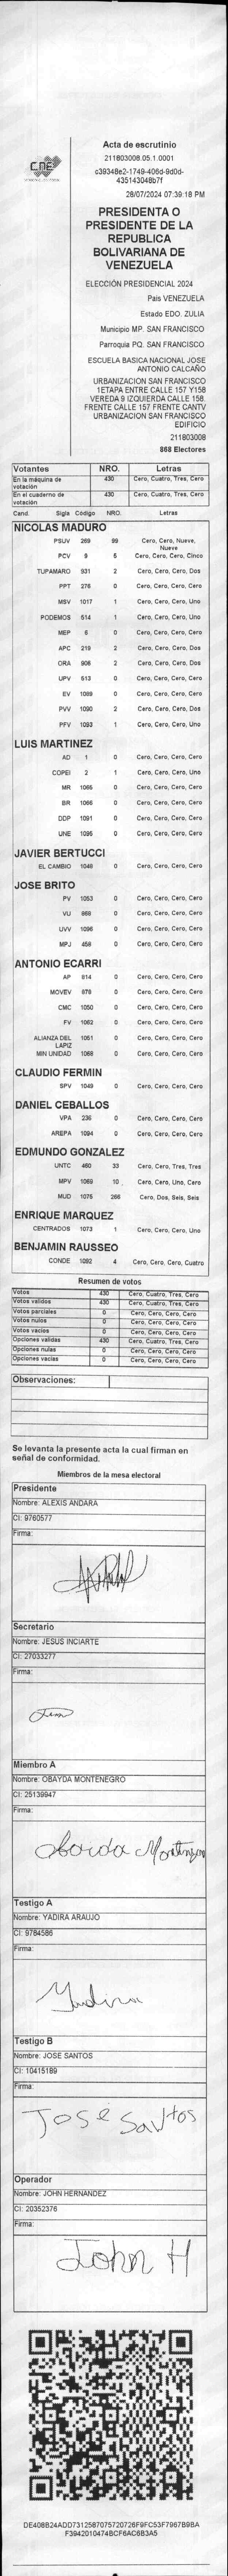 CNE
Acta de escrutinio
211803008.05.1.0001
c39348e2-1749-406d-9d0d-
435143048b7f
28/07/2024 07:39:18 PM
PRESIDENTA O
PRESIDENTE DE LA
REPUBLICA
BOLIVARIANA DE
VENEZUELA
ELECCIÓN PRESIDENCIAL 2024
Pais VENEZUELA
Estado EDO. ZULIA
Municipio MP. SAN FRANCISCO
Parroquia PQ. SAN FRANCISCO
ESCUELA BASICA NACIONAL JOSE
ANTONIO CALCAÑO
URBANIZACION SAN FRANCISCO
1ETAPA ENTRE CALLE 157 Y158
VEREDA 9 IZQUIERDA CALLE 158.
FRENTE CALLE 157 FRENTE CANTV
URBANIZACION SAN FRANCISCO
EDIFICIO
211803008
868 Electores
Votantes NRO. Letras
En la máquina de votación 430 Cero, Cuatro, Tres, Cero
En el cuaderno de votación 430 Cero, Cuatro, Tres, Cero
Cand. Sigla Código NRO. Letras
NICOLAS MADURO
PSUV 269 99 Cero, Cero, Nueve, Nueve
PCV 9 5 Cero, Cero, Cero, Cinco
TUPAMARO 931 2 Cero, Cero, Cero, Dos
PPT 276 0 Cero, Cero, Cero, Cero
MSV 1017 1 Cero, Cero, Cero, Uno
PODEMOS 514 1 Cero, Cero, Cero, Uno
MEP 6 0 Cero, Cero, Cero, Cero
APC 219 2 Cero, Cero, Cero, Dos
ORA 906 2 Cero, Cero, Cero, Dos
UPV 513 0 Cero, Cero, Cero, Cero
EV 1089 0 Cero, Cero, Cero, Cero
PVV 1090 2 Cero, Cero, Cero, Dos
PFV 1093 1 Cero, Cero, Cero, Uno
LUIS MARTINEZ
AD 1 0 Cero, Cero, Cero, Cero
COPEI 2 1 Cero, Cero, Cero, Uno
MR 1065 0 Cero, Cero, Cero, Cero
BR 1066 0 Cero, Cero, Cero, Cero
DDP 1091 0 Cero, Cero, Cero, Cero
UNE 1095 0 Cero, Cero, Cero, Cero
JAVIER BERTUCCI
EL CAMBIO 1048 0 Cero, Cero, Cero, Cero
JOSE BRITO
PV 1053 0 Cero, Cero, Cero, Cero
VU 868 0 Cero, Cero, Cero, Cero
UVV 1096 0 Cero, Cero, Cero, Cero
MPJ 458 0 Cero, Cero, Cero, Cero
ANTONIO ECARRI
AP 814 0 Cero, Cero, Cero, Cero
MOVEV 878 0 Cero, Cero, Cero, Cero
CMC 1050 0 Cero, Cero, Cero, Cero
FV 1062 0 Cero, Cero, Cero, Cero
ALIANZA DEL LAPIZ 1051 0 Cero, Cero, Cero, Cero
MIN UNIDAD 1068 0 Cero, Cero, Cero, Cero
CLAUDIO FERMIN
SPV 1049 0 Cero, Cero, Cero, Cero
DANIEL CEBALLOS
VPA 236 0 Cero, Cero, Cero, Cero
AREPA 1094 0 Cero, Cero, Cero, Cero
EDMUNDO GONZALEZ
UNTC 460 33 Cero, Cero, Tres, Tres
MPV 1069 10 Cero, Cero, Uno, Cero
MUD 1075 266 Cero, Dos, Seis, Seis
ENRIQUE MARQUEZ
CENTRADOS 1073 1 Cero, Cero, Cero, Uno
BENJAMIN RAUSSEO
CONDE 1092 4 Cero, Cero, Cero, Cuatro
Resumen de votos
Votos 430 Cero, Cuatro, Tres, Cero
Votos validos 430 Cero, Cuatro, Tres, Cero
Votos parciales 0 Cero, Cero, Cero, Cero
Votos nulos 0 Cero, Cero, Cero, Cero
Votos vacios 0 Cero, Cero, Cero, Cero
Opciones validas 430 Cero, Cuatro, Tres, Cero
Opciones nulas 0 Cero, Cero, Cero, Cero
Opciones vacias 0 Cero, Cero, Cero, Cero
Observaciones:
Se levanta la presente acta la cual firman en
señal de conformidad.
Miembros de la mesa electoral
Presidente
Nombre: ALEXIS ANDARA
CI: 9760577
Firma:
Secretario
Nombre: JESUS INCIARTE
CI: 27033277
Firma:
Miembro A
Nombre: OBAYDA MONTENEGRO
CI: 25139947
Firma:
Testigo A
Nombre: YADIRA ARAUJO
CI: 9784586
Firma:
Yadira
Testigo B
Nombre: JOSE SANTOS
CI: 10415189
Firma:
José Santos
Operador
Nombre: JOHN HERNANDEZ
CI: 20352376
Firma:
John H
DE408B24ADD7312587075720726F9FC53F7967B9BA
F3942010474BCF6AC6B3A5